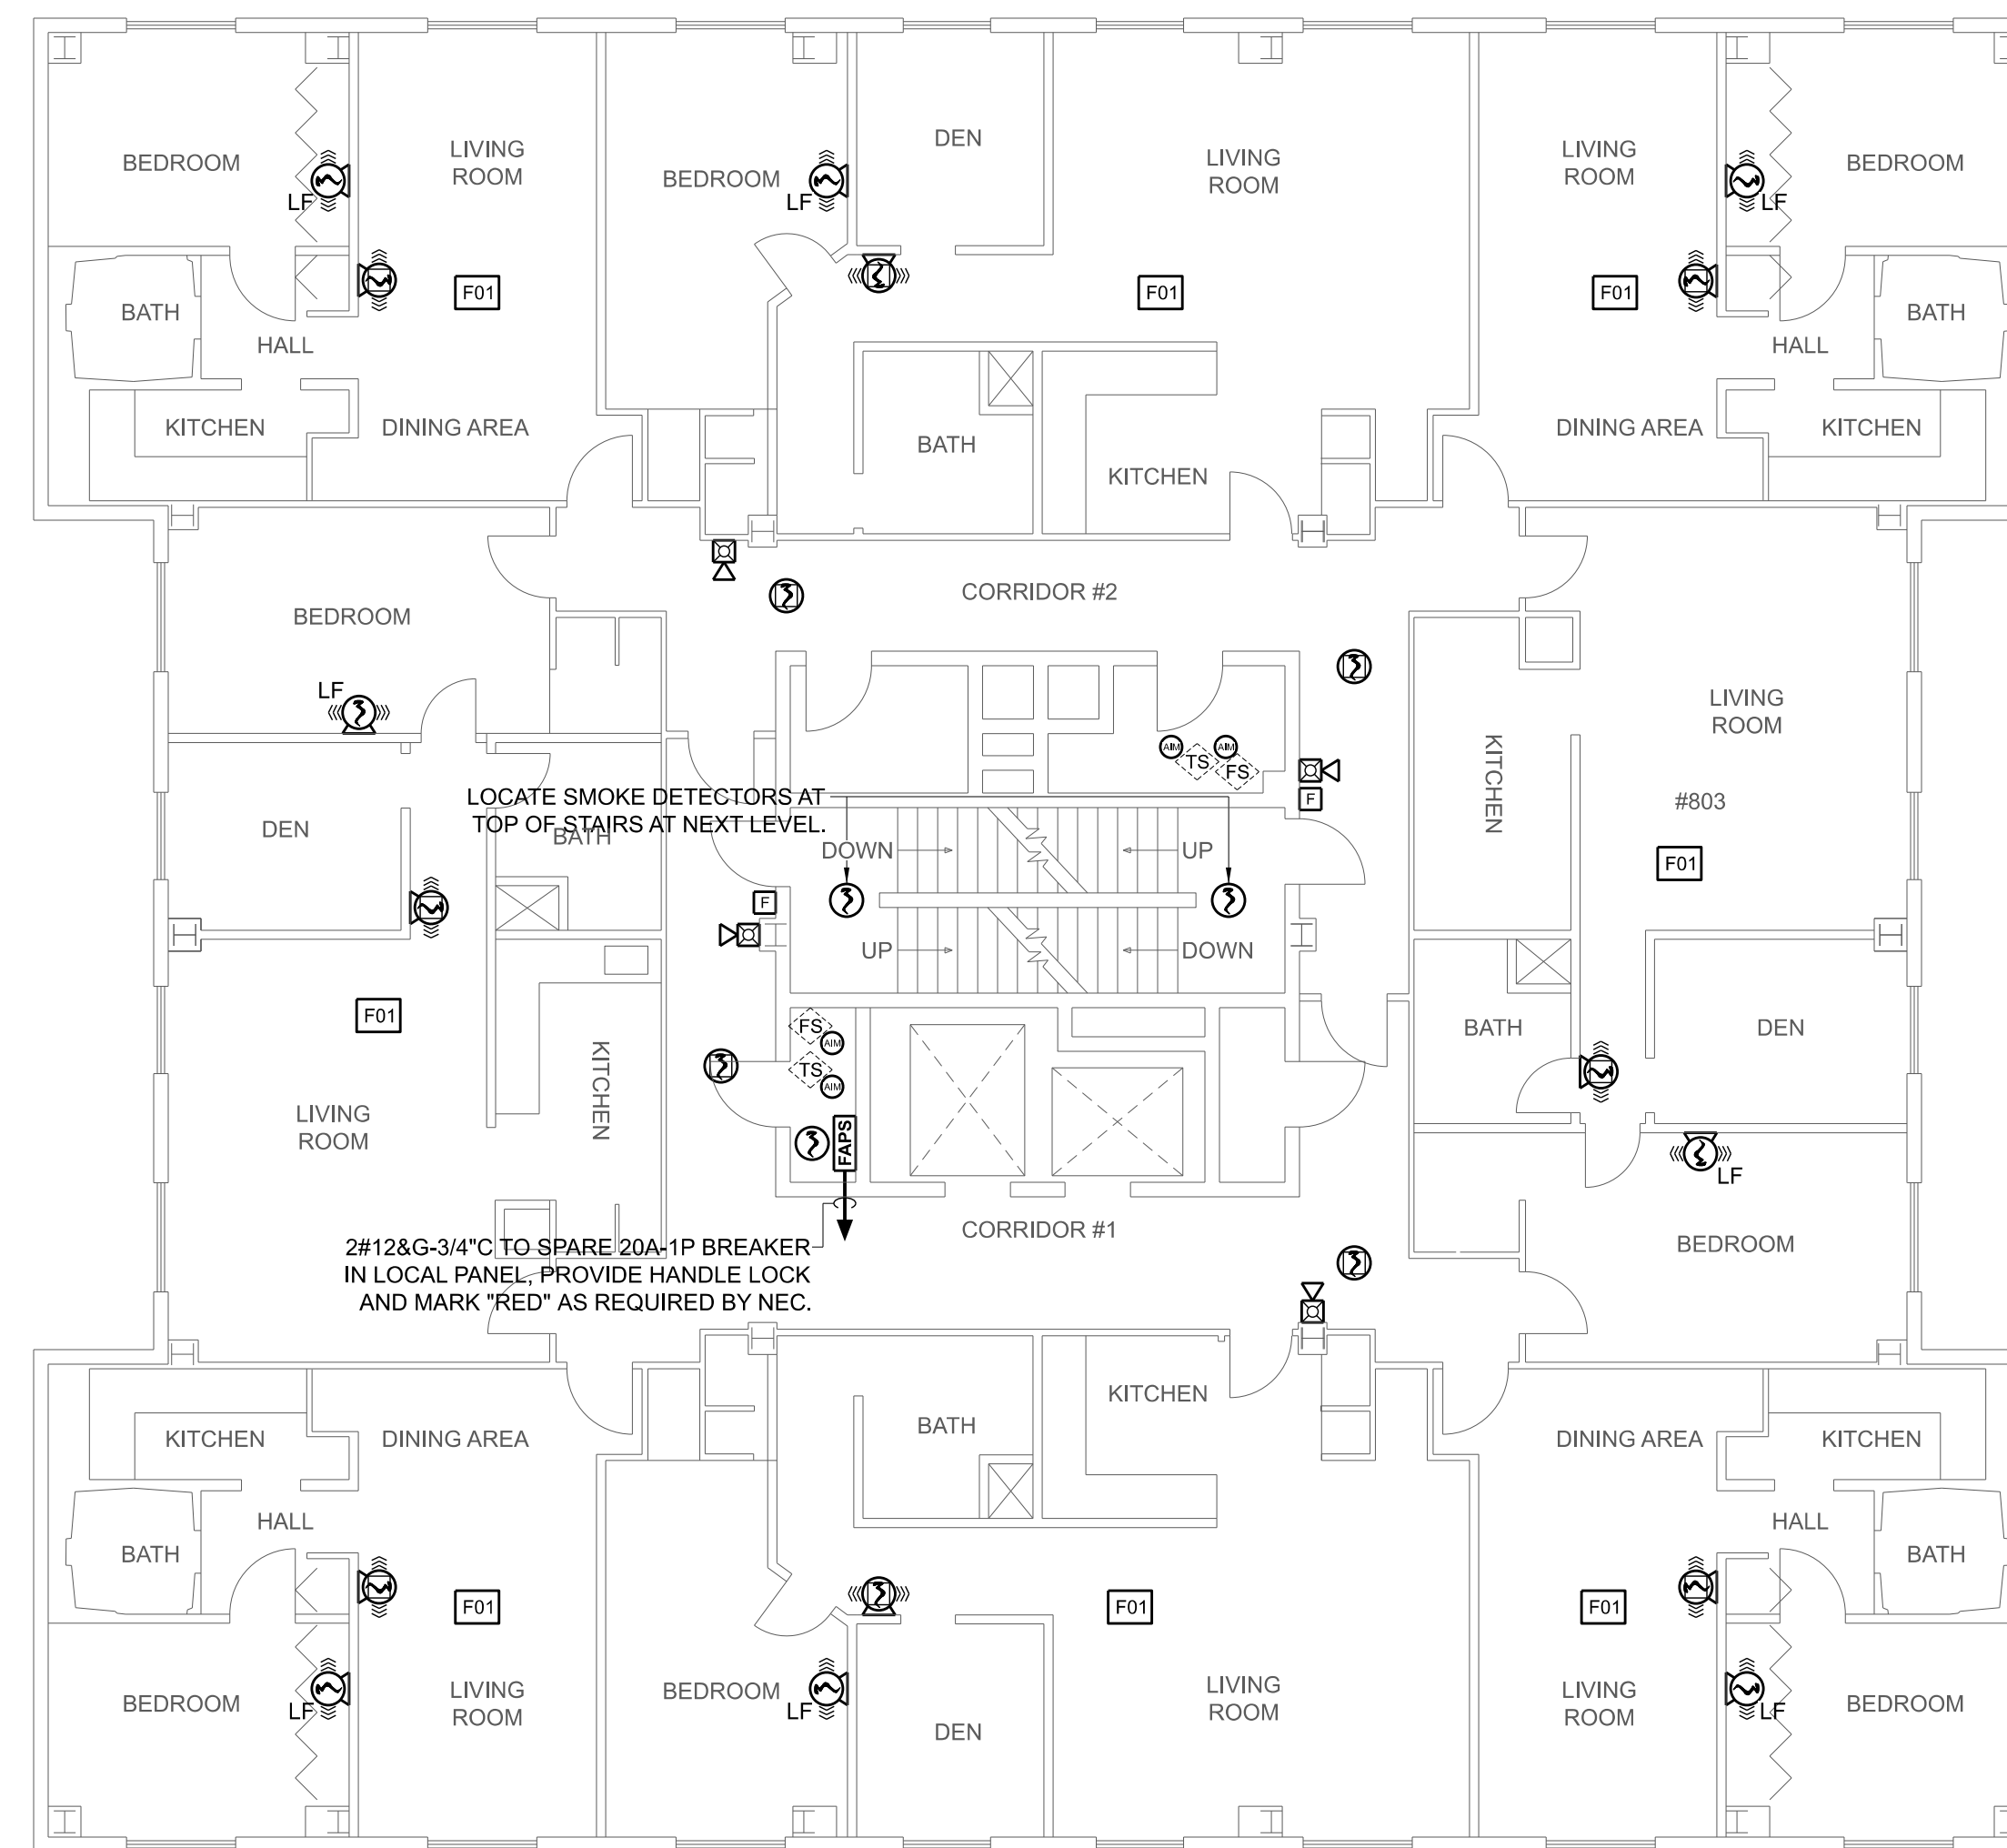 BEDROOM
LIVING
ROOM
BEDROOM
DEN
LIVING
ROOM
LIVING
ROOM
BEDROOM
LF
LF
LF
F01
F01
F01
BATH
HALL
HALL
BATH
KITCHEN
DINING AREA
BATH
KITCHEN
DINING AREA
KITCHEN
CORRIDOR #2
BEDROOM
LF
LIVING
ROOM
KITCHEN
#803
F01
AIM
TS
AIM
FS
F
LOCATE SMOKE DETECTORS AT
TOP OF STAIRS AT NEXT LEVEL.
DEN
BATH
DOWN
UP
F
UP
DOWN
F01
FS
AIM
TS
AIM
FAPS
KITCHEN
LIVING
ROOM
BATH
DEN
LF
CORRIDOR #1
BEDROOM
2#12&G-3/4"C TO SPARE 20A-1P BREAKER
IN LOCAL PANEL, PROVIDE HANDLE LOCK
AND MARK "RED" AS REQUIRED BY NEC.
KITCHEN
DINING AREA
BATH
KITCHEN
DINING AREA
KITCHEN
HALL
HALL
BATH
BATH
F01
F01
F01
BEDROOM
LF
LIVING
ROOM
BEDROOM
LF
DEN
LIVING
ROOM
LIVING
ROOM
LF
BEDROOM